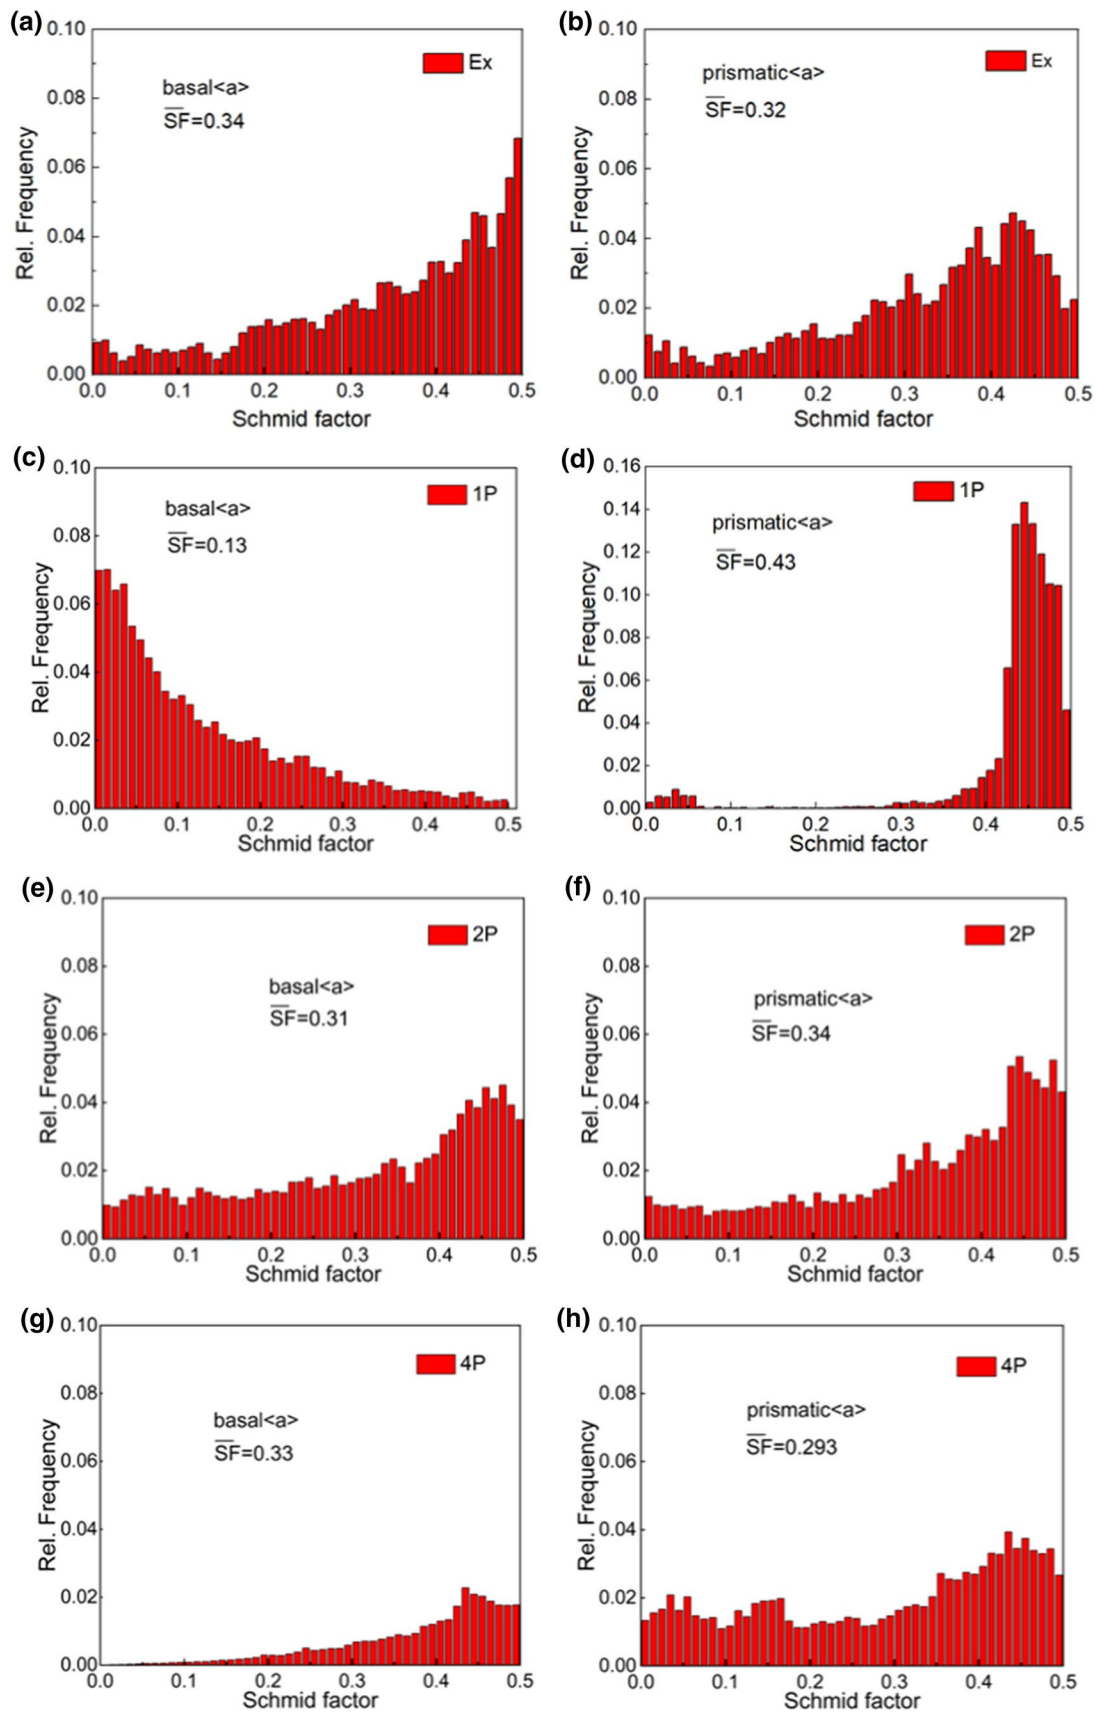 (a)
0.10
0.08
0.06
0.04
0.02
0.00
Rel. Frequency
Ex
basal<a>
S̅F̅=0.34
0.0 0.1 0.2 0.3 0.4 0.5
Schmid factor
(b)
0.10
0.08
0.06
0.04
0.02
0.00
Rel. Frequency
Ex
prismatic<a>
S̅F̅=0.32
0.0 0.1 0.2 0.3 0.4 0.5
Schmid factor
(c)
0.10
0.08
0.06
0.04
0.02
0.00
Rel. Frequency
1P
basal<a>
S̅F̅=0.13
0.0 0.1 0.2 0.3 0.4 0.5
Schmid factor
(d)
0.16
0.14
0.12
0.10
0.08
0.06
0.04
0.02
0.00
Rel. Frequency
1P
prismatic<a>
S̅F̅=0.43
0.0 0.1 0.2 0.3 0.4 0.5
Schmid factor
(e)
0.10
0.08
0.06
0.04
0.02
0.00
Rel. Frequency
2P
basal<a>
S̅F̅=0.31
0.0 0.1 0.2 0.3 0.4 0.5
Schmid factor
(f)
0.10
0.08
0.06
0.04
0.02
0.00
Rel. Frequency
2P
prismatic<a>
S̅F̅=0.34
0.0 0.1 0.2 0.3 0.4 0.5
Schmid factor
(g)
0.10
0.08
0.06
0.04
0.02
0.00
Rel. Frequency
4P
basal<a>
S̅F̅=0.33
0.0 0.1 0.2 0.3 0.4 0.5
Schmid factor
(h)
0.10
0.08
0.06
0.04
0.02
0.00
Rel. Frequency
4P
prismatic<a>
S̅F̅=0.293
0.0 0.1 0.2 0.3 0.4 0.5
Schmid factor